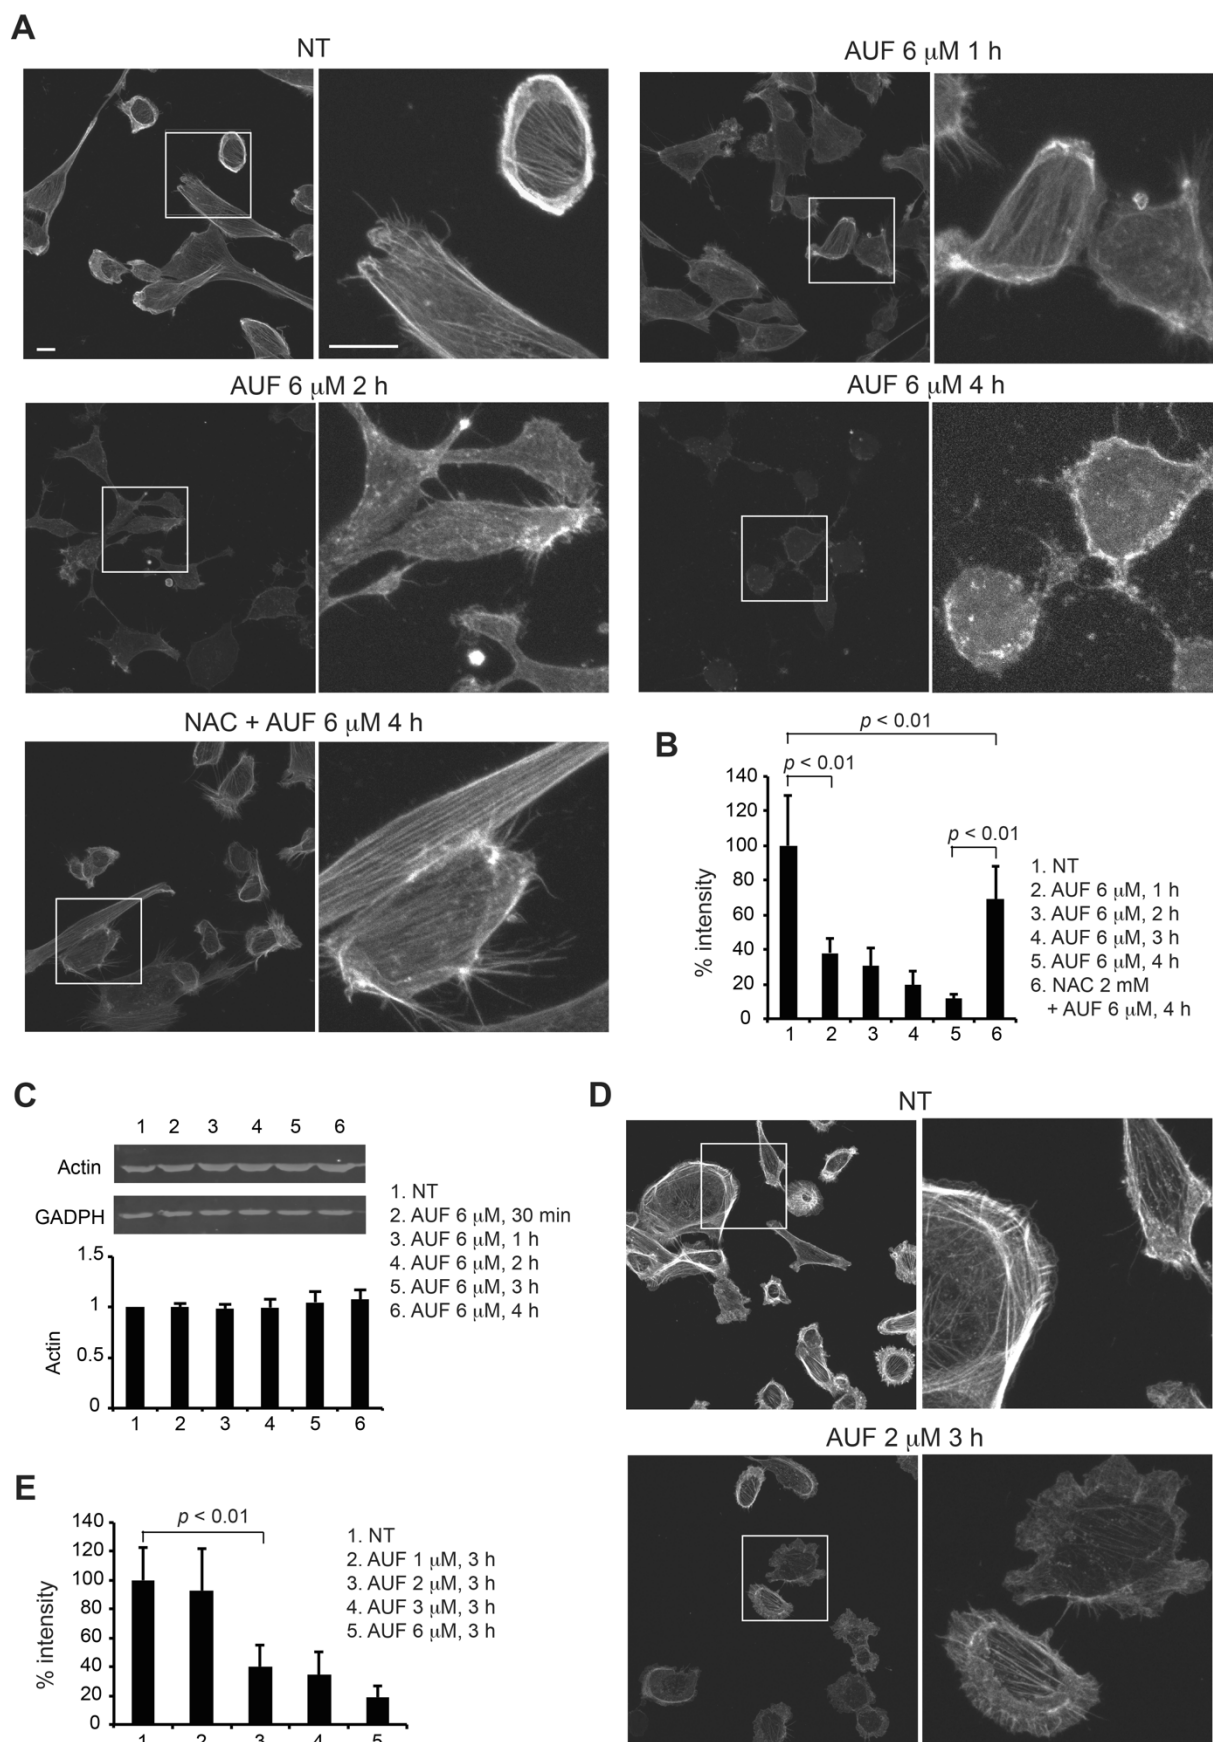 A
NT
AUF 6 μM 1 h
AUF 6 μM 2 h
AUF 6 μM 4 h
NAC + AUF 6 μM 4 h
B
p < 0.01
p < 0.01
p < 0.01
% intensity
140
120
100
80
60
40
20
0
1 2 3 4 5 6
1. NT
2. AUF 6 μM, 1 h
3. AUF 6 μM, 2 h
4. AUF 6 μM, 3 h
5. AUF 6 μM, 4 h
6. NAC 2 mM
+ AUF 6 μM, 4 h
C
1 2 3 4 5 6
Actin
GADPH
1. NT
2. AUF 6 μM, 30 min
3. AUF 6 μM, 1 h
4. AUF 6 μM, 2 h
5. AUF 6 μM, 3 h
6. AUF 6 μM, 4 h
Actin
1.5
1
0.5
0
1 2 3 4 5 6
D
NT
AUF 2 μM 3 h
E
p < 0.01
% intensity
140
120
100
80
60
40
20
0
1 2 3 4 5
1. NT
2. AUF 1 μM, 3 h
3. AUF 2 μM, 3 h
4. AUF 3 μM, 3 h
5. AUF 6 μM, 3 h